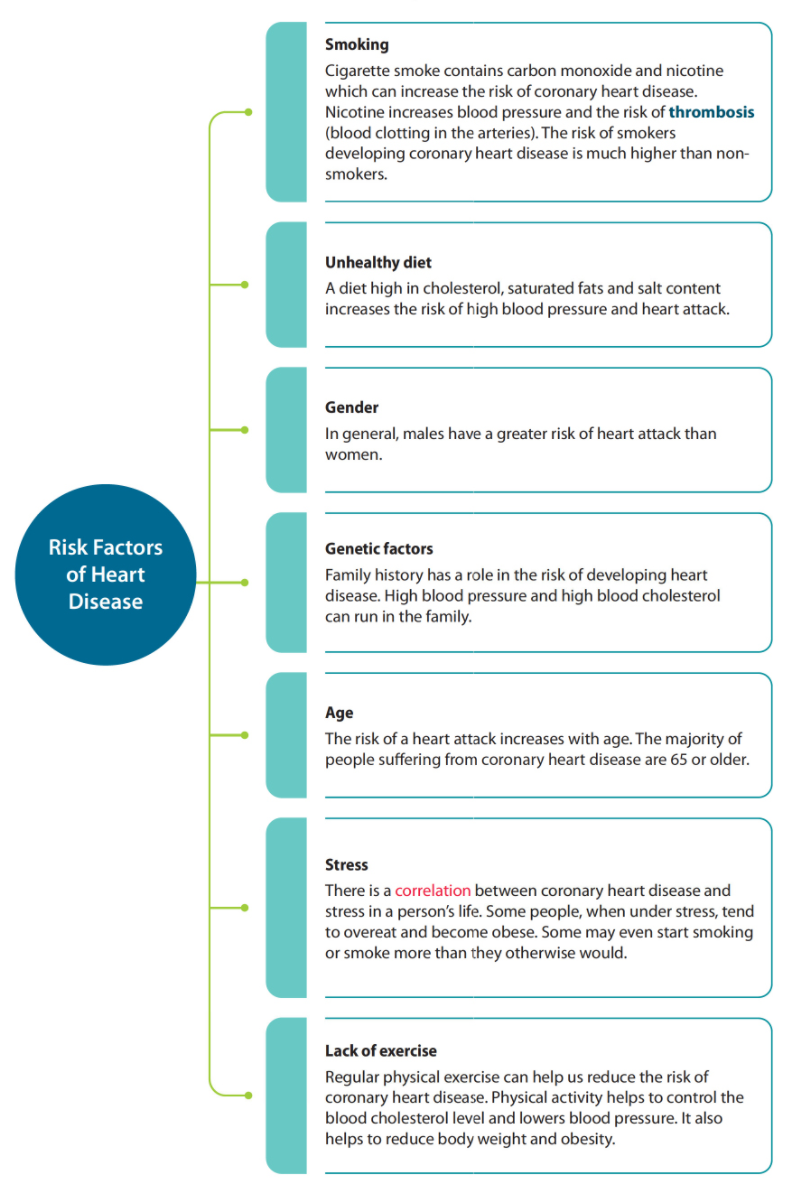 Smoking
Cigarette smoke contains carbon monoxide and nicotine
which can increase the risk of coronary heart disease.
Nicotine increases blood pressure and the risk of thrombosis
(blood clotting in the arteries). The risk of smokers
developing coronary heart disease is much higher than non-
smokers.
Unhealthy diet
A diet high in cholesterol, saturated fats and salt content
increases the risk of high blood pressure and heart attack.
Gender
In general, males have a greater risk of heart attack than
women.
Risk Factors
of Heart
Disease
Genetic factors
Family history has a role in the risk of developing heart
disease. High blood pressure and high blood cholesterol
can run in the family.
Age
The risk of a heart attack increases with age. The majority of
people suffering from coronary heart disease are 65 or older.
Stress
There is a correlation between coronary heart disease and
stress in a person's life. Some people, when under stress, tend
to overeat and become obese. Some may even start smoking
or smoke more than they otherwise would.
Lack of exercise
Regular physical exercise can help us reduce the risk of
coronary heart disease. Physical activity helps to control the
blood cholesterol level and lowers blood pressure. It also
helps to reduce body weight and obesity.